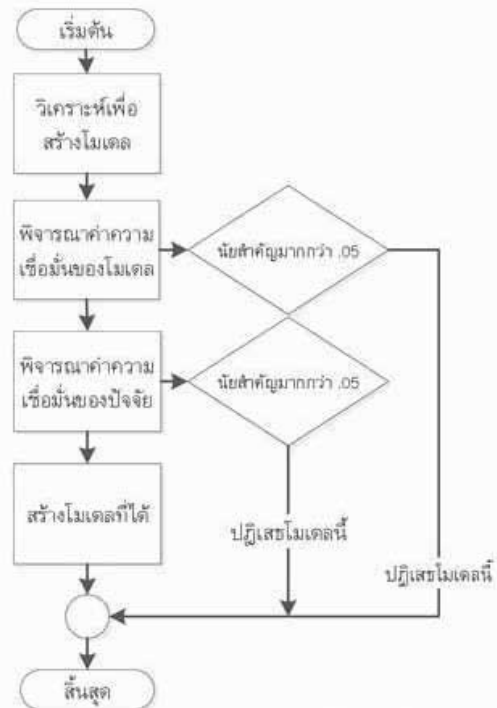 เริ่มต้น
วิเคราะห์เพื่อ
สร้างโมเดล
พิจารณาค่าความ
เชื่อมั่นของโมเดล
นัยสำคัญมากกว่า .05
พิจารณาค่าความ
เชื่อมั่นของปัจจัย
นัยสำคัญมากกว่า .05
สร้างโมเดลที่ได้
ปฏิเสธโมเดลนี้
ปฏิเสธโมเดลนี้
สิ้นสุด